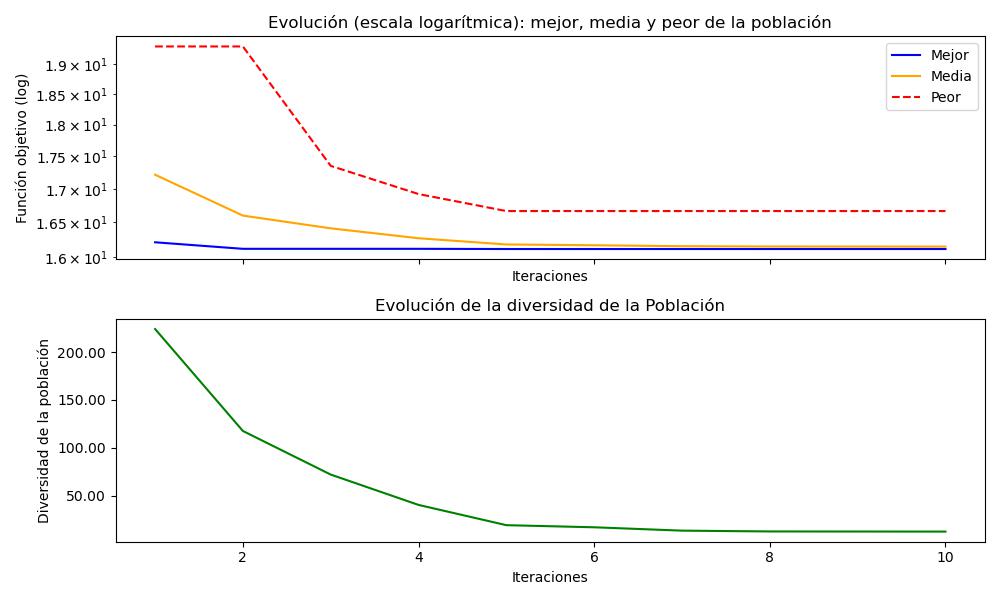 Evolución (escala logarítmica): mejor, media y peor de la población
Función objetivo (log)
1.9 × 10¹
1.85 × 10¹
1.8 × 10¹
1.75 × 10¹
1.7 × 10¹
1.65 × 10¹
1.6 × 10¹
Mejor
Media
Peor
Iteraciones
Evolución de la diversidad de la Población
Diversidad de la población
200.00
150.00
100.00
50.00
2 4 6 8 10
Iteraciones